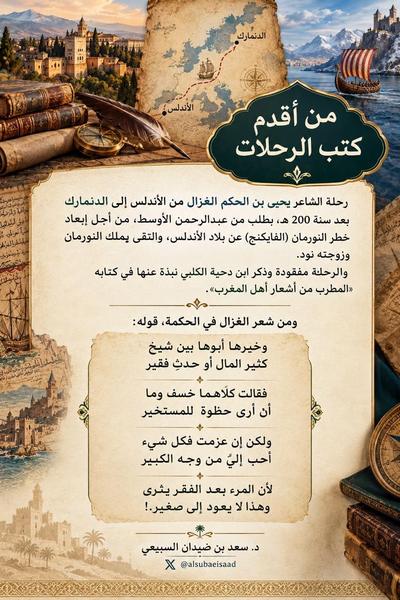 الدنمارك
الأندلس
من أقدم
كتب الرحلات
رحلة الشاعر يحيى بن الحكم الغزال من الأندلس إلى الدنمارك
بعد سنة 200 هـ، بطلب من عبدالرحمن الأوسط، من أجل إبعاد
خطر النورمان (الفايكنج) عن بلاد الأندلس، والتقى بملك النورمان
وزوجته نود.
والرحلة مفقودة وذكر ابن دحية الكلبي نبذة عنها في كتابه
«المطرب من أشعار أهل المغرب».
ومن شعر الغزال في الحكمة، قوله:
وخيرها أبوها بين شيخ
كثير المال أو حدثٍ فقير
فقالت كلاهما خسف وما
أن أرى حظوة للمستخير
ولكن إن عزمت فكل شيء
أحب إليّ من وجه الكبير
لأن المرء بعد الفقر يثرى
وهذا لا يعود إلى صغير.!
د. سعد بن ضيدان السبيعي
@alsubaeisaad